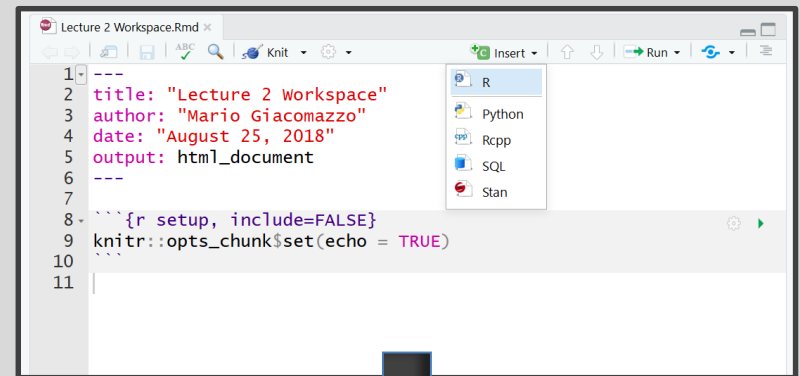 Lecture 2 Workspace.Rmd
ABC Knit Insert Run
1 ---
2 title: "Lecture 2 Workspace"
3 author: "Mario Giacomazzo"
4 date: "August 25, 2018"
5 output: html_document
6 ---
7
8 ```{r setup, include=FALSE}
9 knitr::opts_chunk$set(echo = TRUE)
10 ```
11
R
Python
Rcpp
SQL
Stan